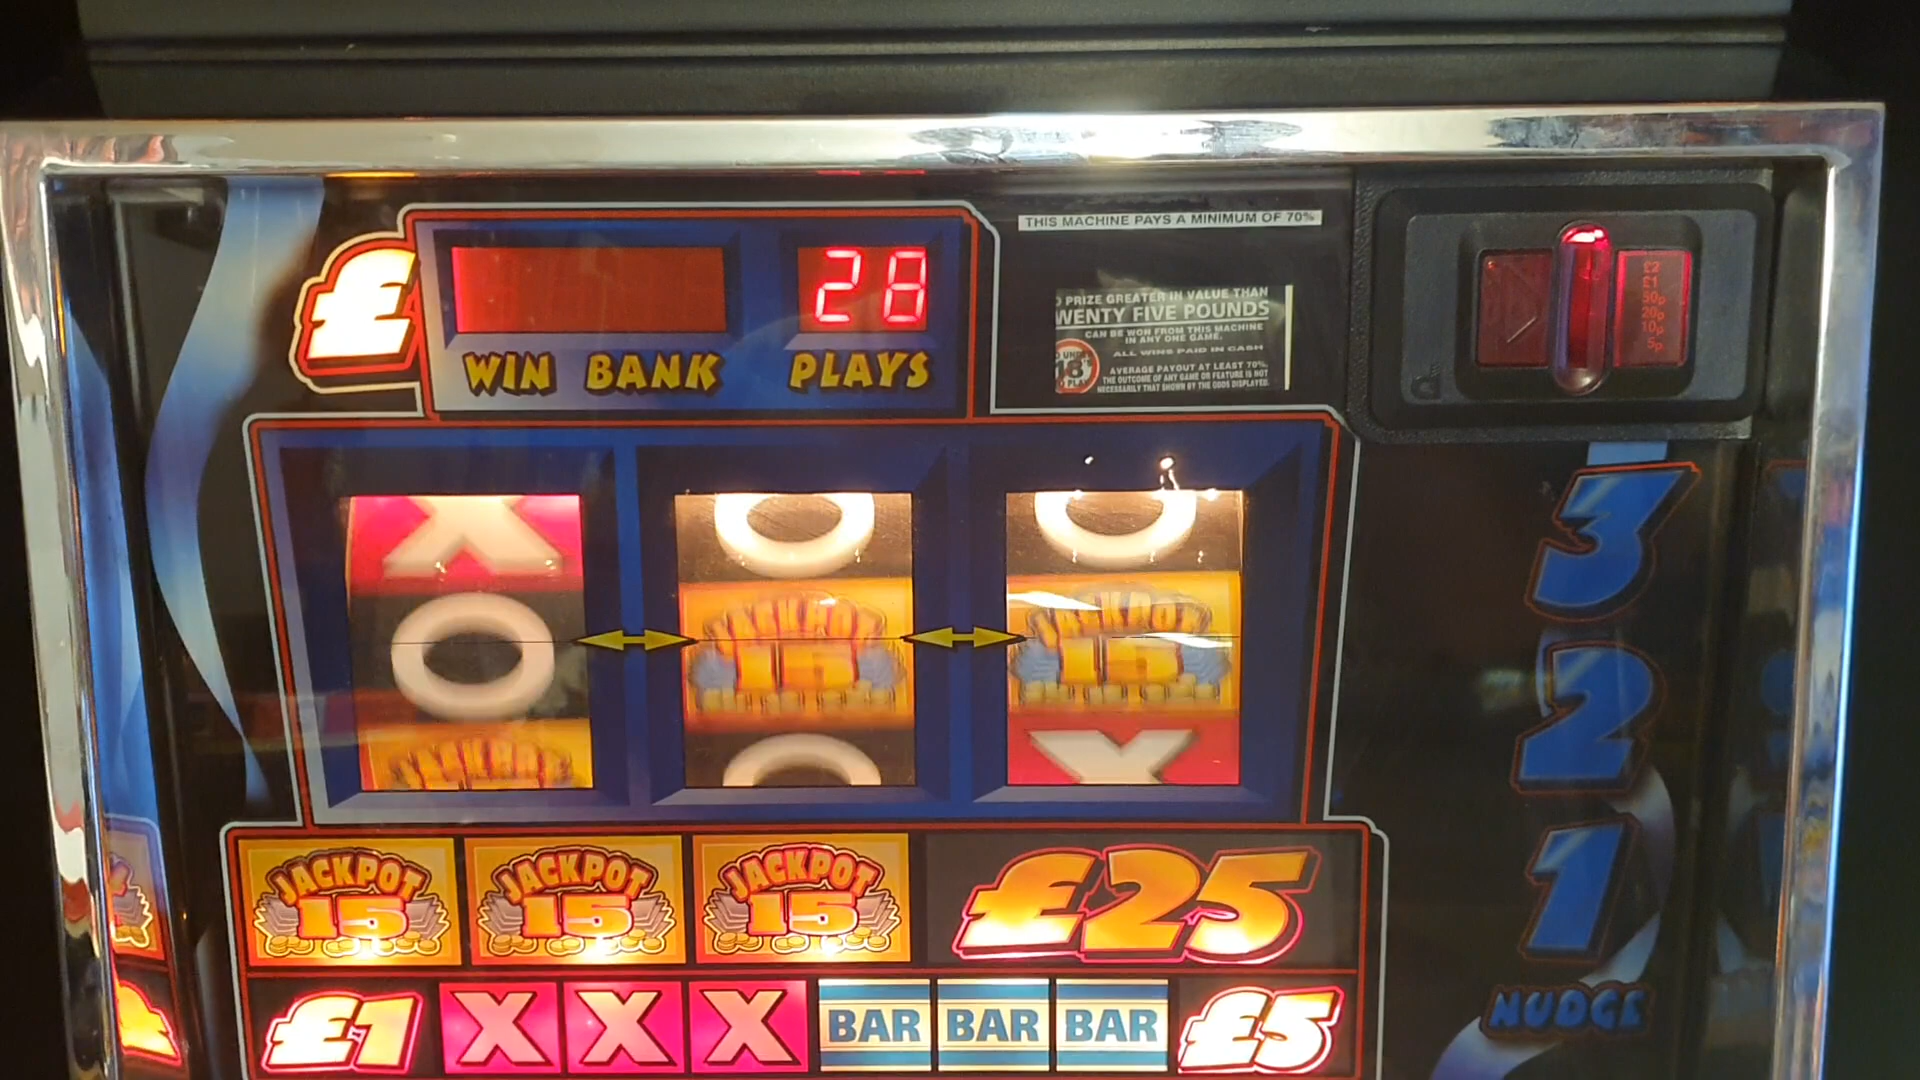 THIS MACHINE PAYS A MINIMUM OF 70%
£
28
WIN BANK
PLAYS
PRIZE GREATER IN VALUE THAN
WENTY FIVE POUNDS
CAN BE WON FROM THIS MACHINE
IN ANY ONE GAME.
ALL WINS PAID IN CASH
18
AVERAGE PAYOUT AT LEAST 70%.
THE OUTCOME OF ANY GAME OR FEATURE IS NOT
NECESSARILY THAT SHOWN BY THE ODDS DISPLAYED.
£2
£1
50p
20p
10p
5p
X
O
O
O
JACKPOT
15
JACKPOT
15
JACKPOT
O
X
3
2
1
NUDGE
JACKPOT
15
JACKPOT
15
JACKPOT
15
£25
£1
X
X
X
BAR
BAR
BAR
£5